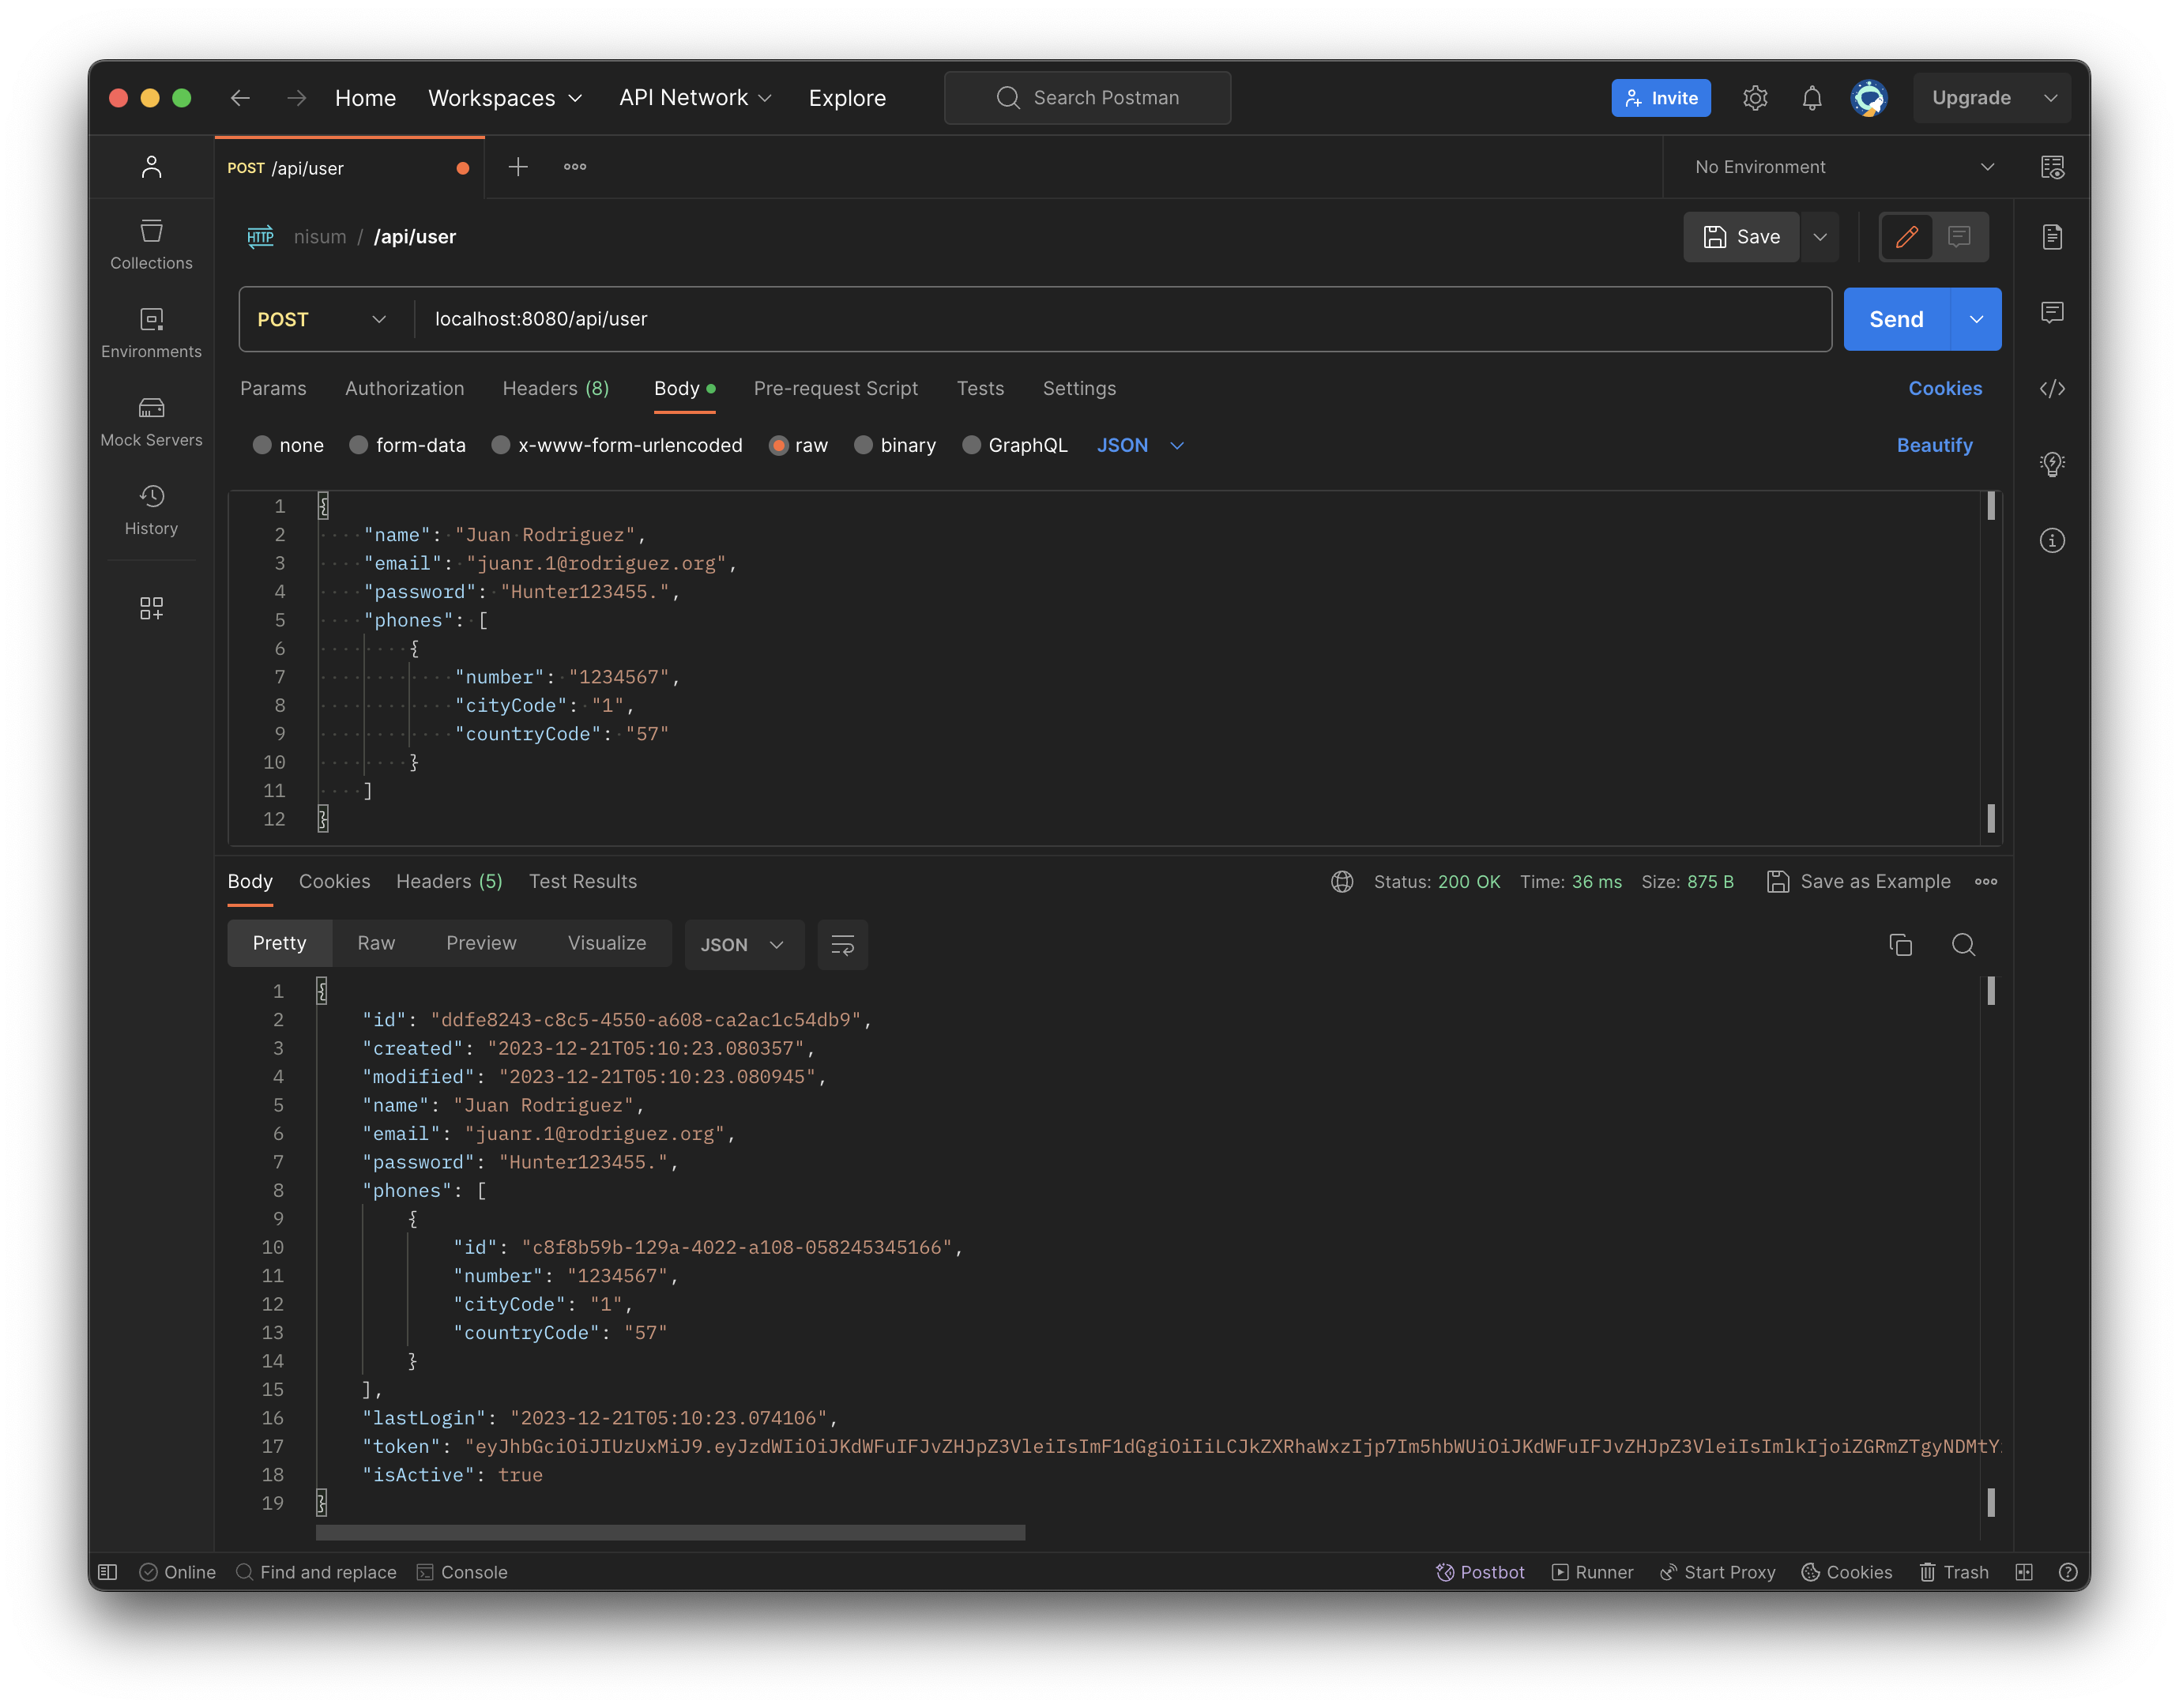 Home Workspaces API Network Explore Search Postman Invite Upgrade
POST /api/user No Environment
HTTP nisum / /api/user Save
POST localhost:8080/api/user Send
Params Authorization Headers (8) Body Pre-request Script Tests Settings Cookies
none form-data x-www-form-urlencoded raw binary GraphQL JSON Beautify
Collections
Environments
Mock Servers
History
1 {
2 "name": "Juan Rodriguez",
3 "email": "juanr.1@rodriguez.org",
4 "password": "Hunter123455.",
5 "phones": [
6 {
7 "number": "1234567",
8 "cityCode": "1",
9 "countryCode": "57"
10 }
11 ]
12 }
Body Cookies Headers (5) Test Results Status: 200 OK Time: 36 ms Size: 875 B Save as Example
Pretty Raw Preview Visualize JSON
1 {
2 "id": "ddfe8243-c8c5-4550-a608-ca2ac1c54db9",
3 "created": "2023-12-21T05:10:23.080357",
4 "modified": "2023-12-21T05:10:23.080945",
5 "name": "Juan Rodriguez",
6 "email": "juanr.1@rodriguez.org",
7 "password": "Hunter123455.",
8 "phones": [
9 {
10 "id": "c8f8b59b-129a-4022-a108-058245345166",
11 "number": "1234567",
12 "cityCode": "1",
13 "countryCode": "57"
14 }
15 ],
16 "lastLogin": "2023-12-21T05:10:23.074106",
17 "token": "eyJhbGciOiJIUzUxMiJ9.eyJzdWIiOiJKdWFuIFJvZHJpZ3VleiIsImF1dGgiOiIiLCJkZXRhaWxzIjp7Im5hbWUiOiJKdWFuIFJvZHJpZ3VleiIsImlkIjoiZGRmZTgyNDMtY
18 "isActive": true
19 }
Online Find and replace Console Postbot Runner Start Proxy Cookies Trash